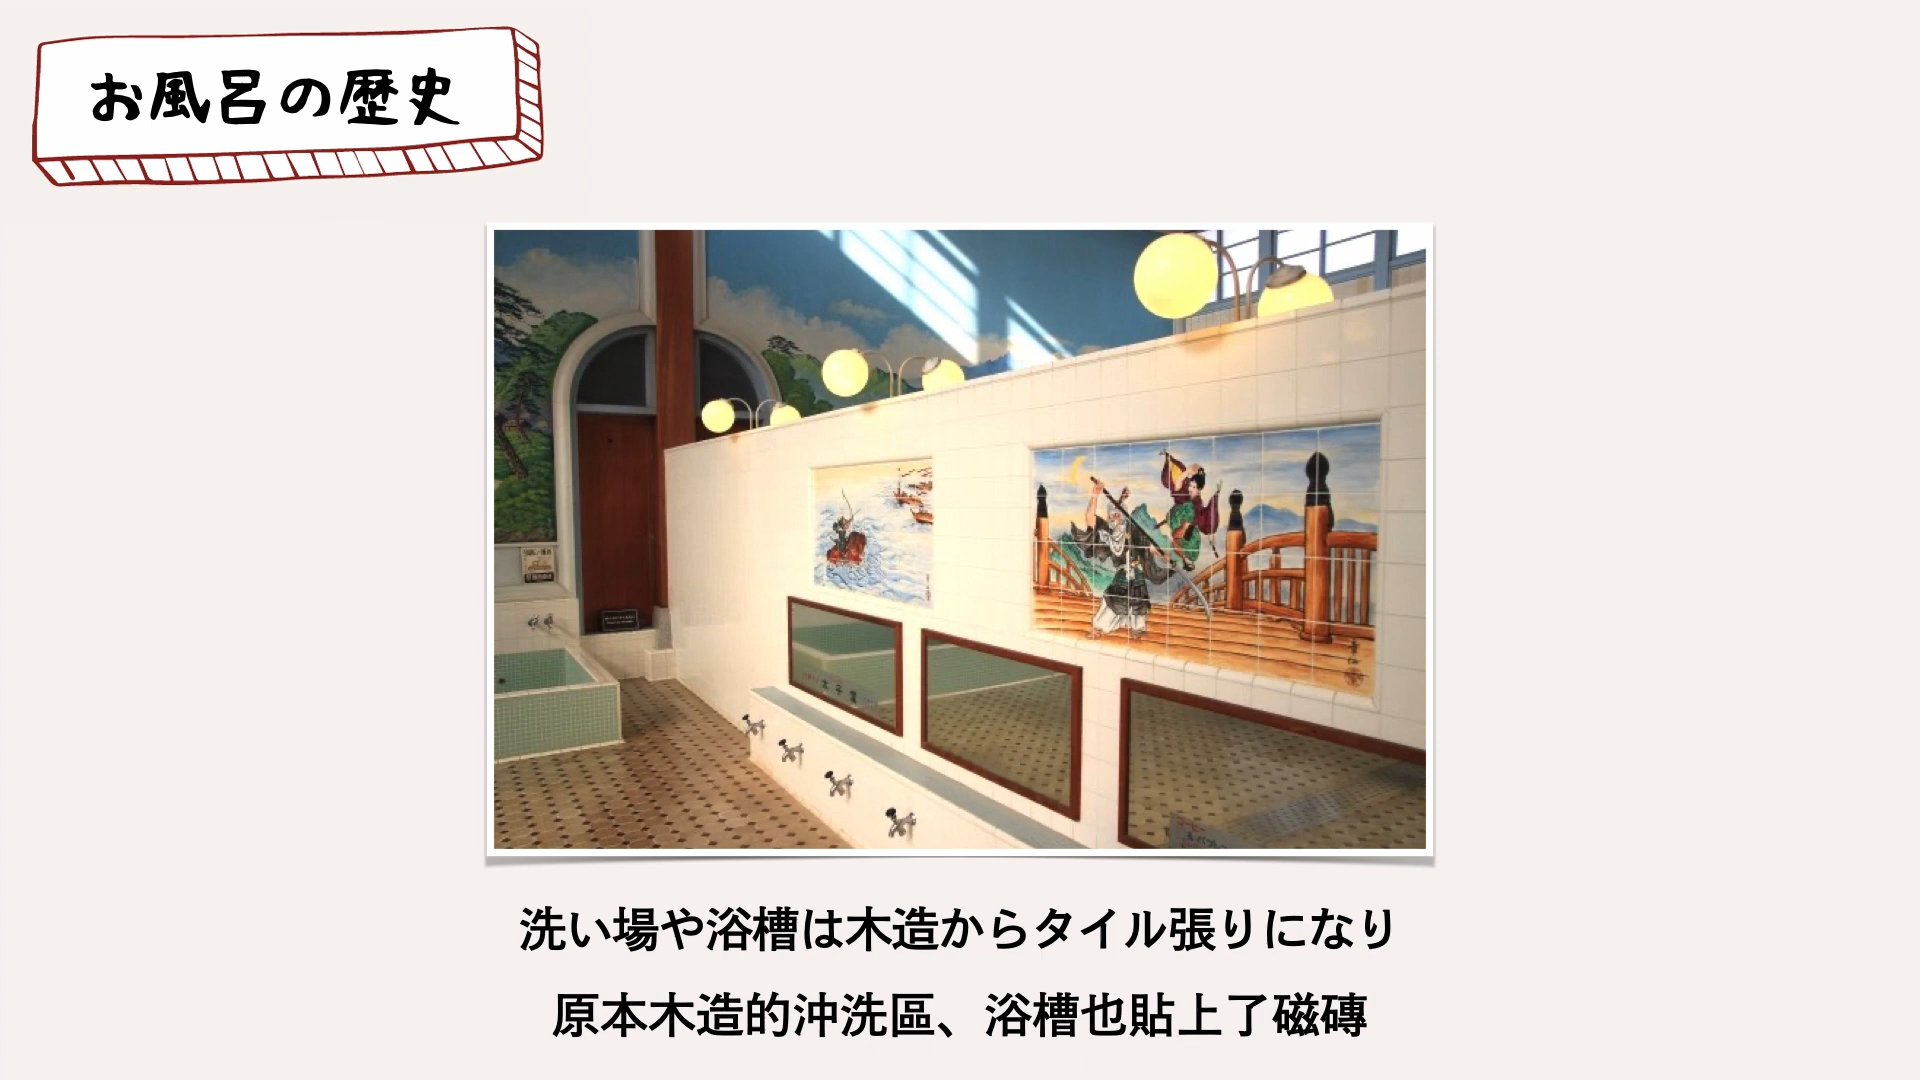 お風呂の歴史
洗い場や浴槽は木造からタイル張りになり
原本木造的沖洗區、浴槽也貼上了磁磚